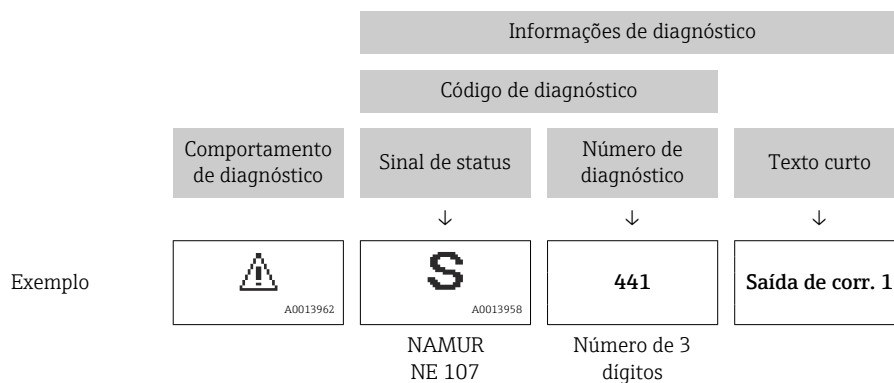 Informações de diagnóstico
Código de diagnóstico
Comportamento
de diagnóstico
Sinal de status
Número de
diagnóstico
Texto curto
↓ ↓ ↓
Exemplo
A0013962
S
A0013958
441
Saída de corr. 1
NAMUR
NE 107
Número de 3
dígitos